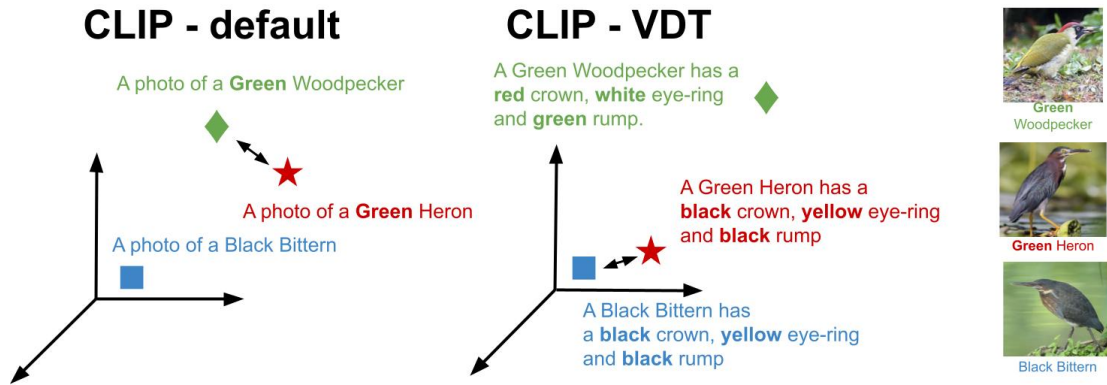 CLIP - default
A photo of a Green Woodpecker
A photo of a Green Heron
A photo of a Black Bittern
CLIP - VDT
A Green Woodpecker has a
red crown, white eye-ring
and green rump.
A Green Heron has a
black crown, yellow eye-ring
and black rump
A Black Bittern has
a black crown, yellow eye-ring
and black rump
Green
Woodpecker
Green Heron
Black Bittern